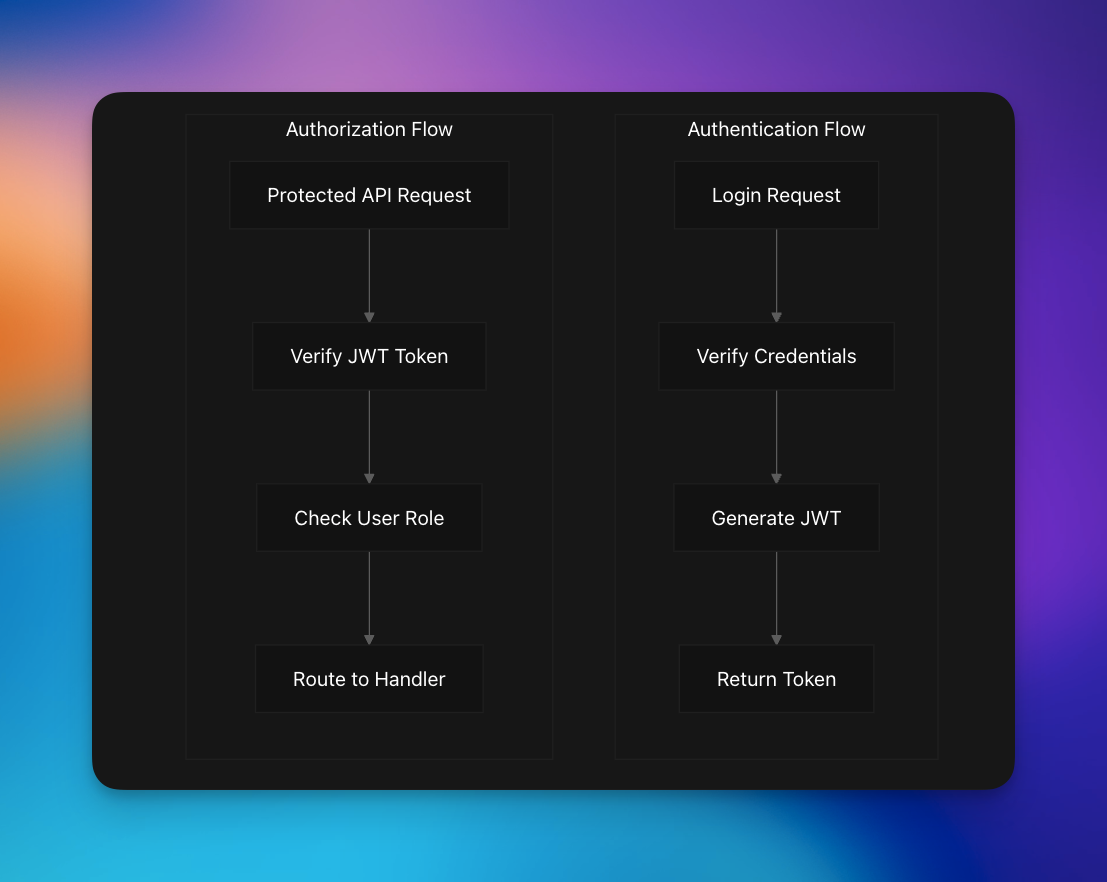 Authorization Flow
Protected API Request
Verify JWT Token
Check User Role
Route to Handler
Authentication Flow
Login Request
Verify Credentials
Generate JWT
Return Token